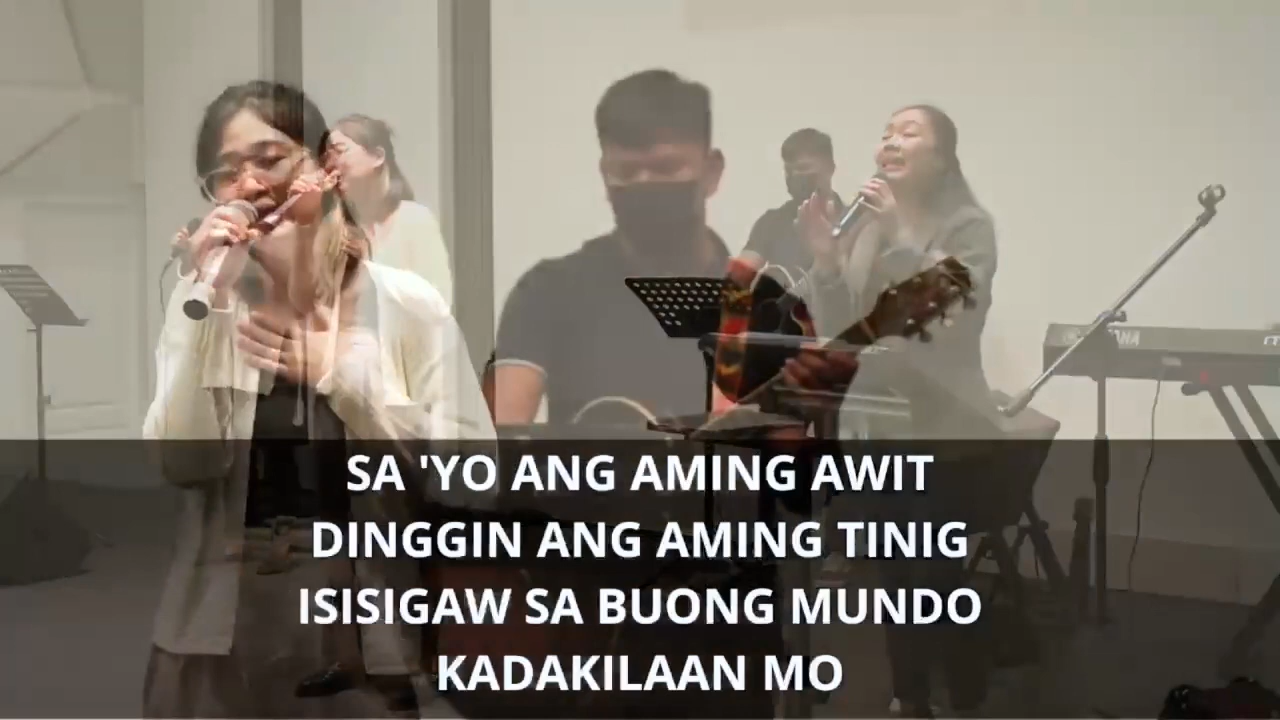 SA 'YO ANG AMING AWIT
DINGGIN ANG AMING TINIG
ISISIGAW SA BUONG MUNDO
KADAKILAAN MO